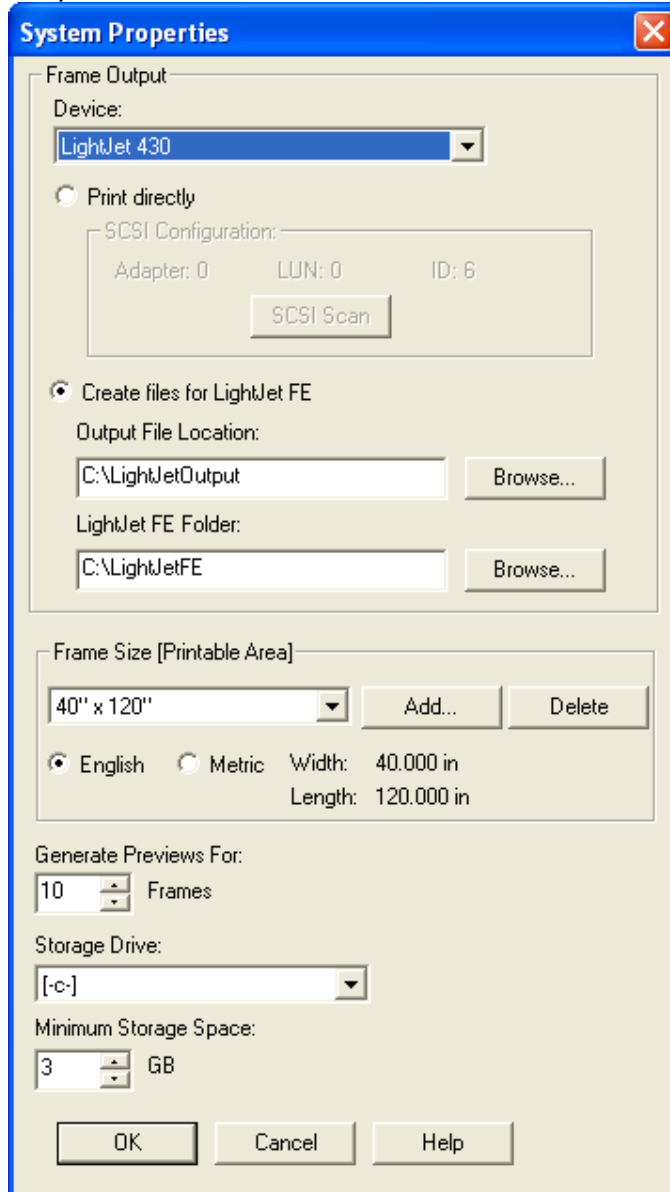 System Properties
Frame Output
Device:
LightJet 430
Print directly
SCSI Configuration:
Adapter: 0 LUN: 0 ID: 6
SCSI Scan
Create files for LightJet FE
Output File Location:
C:\LightJetOutput Browse...
LightJet FE Folder:
C:\LightJetFE Browse...
Frame Size [Printable Area]
40" x 120" Add... Delete
English Metric Width: 40.000 in
Length: 120.000 in
Generate Previews For:
10 Frames
Storage Drive:
[-c-]
Minimum Storage Space:
3 GB
OK Cancel Help